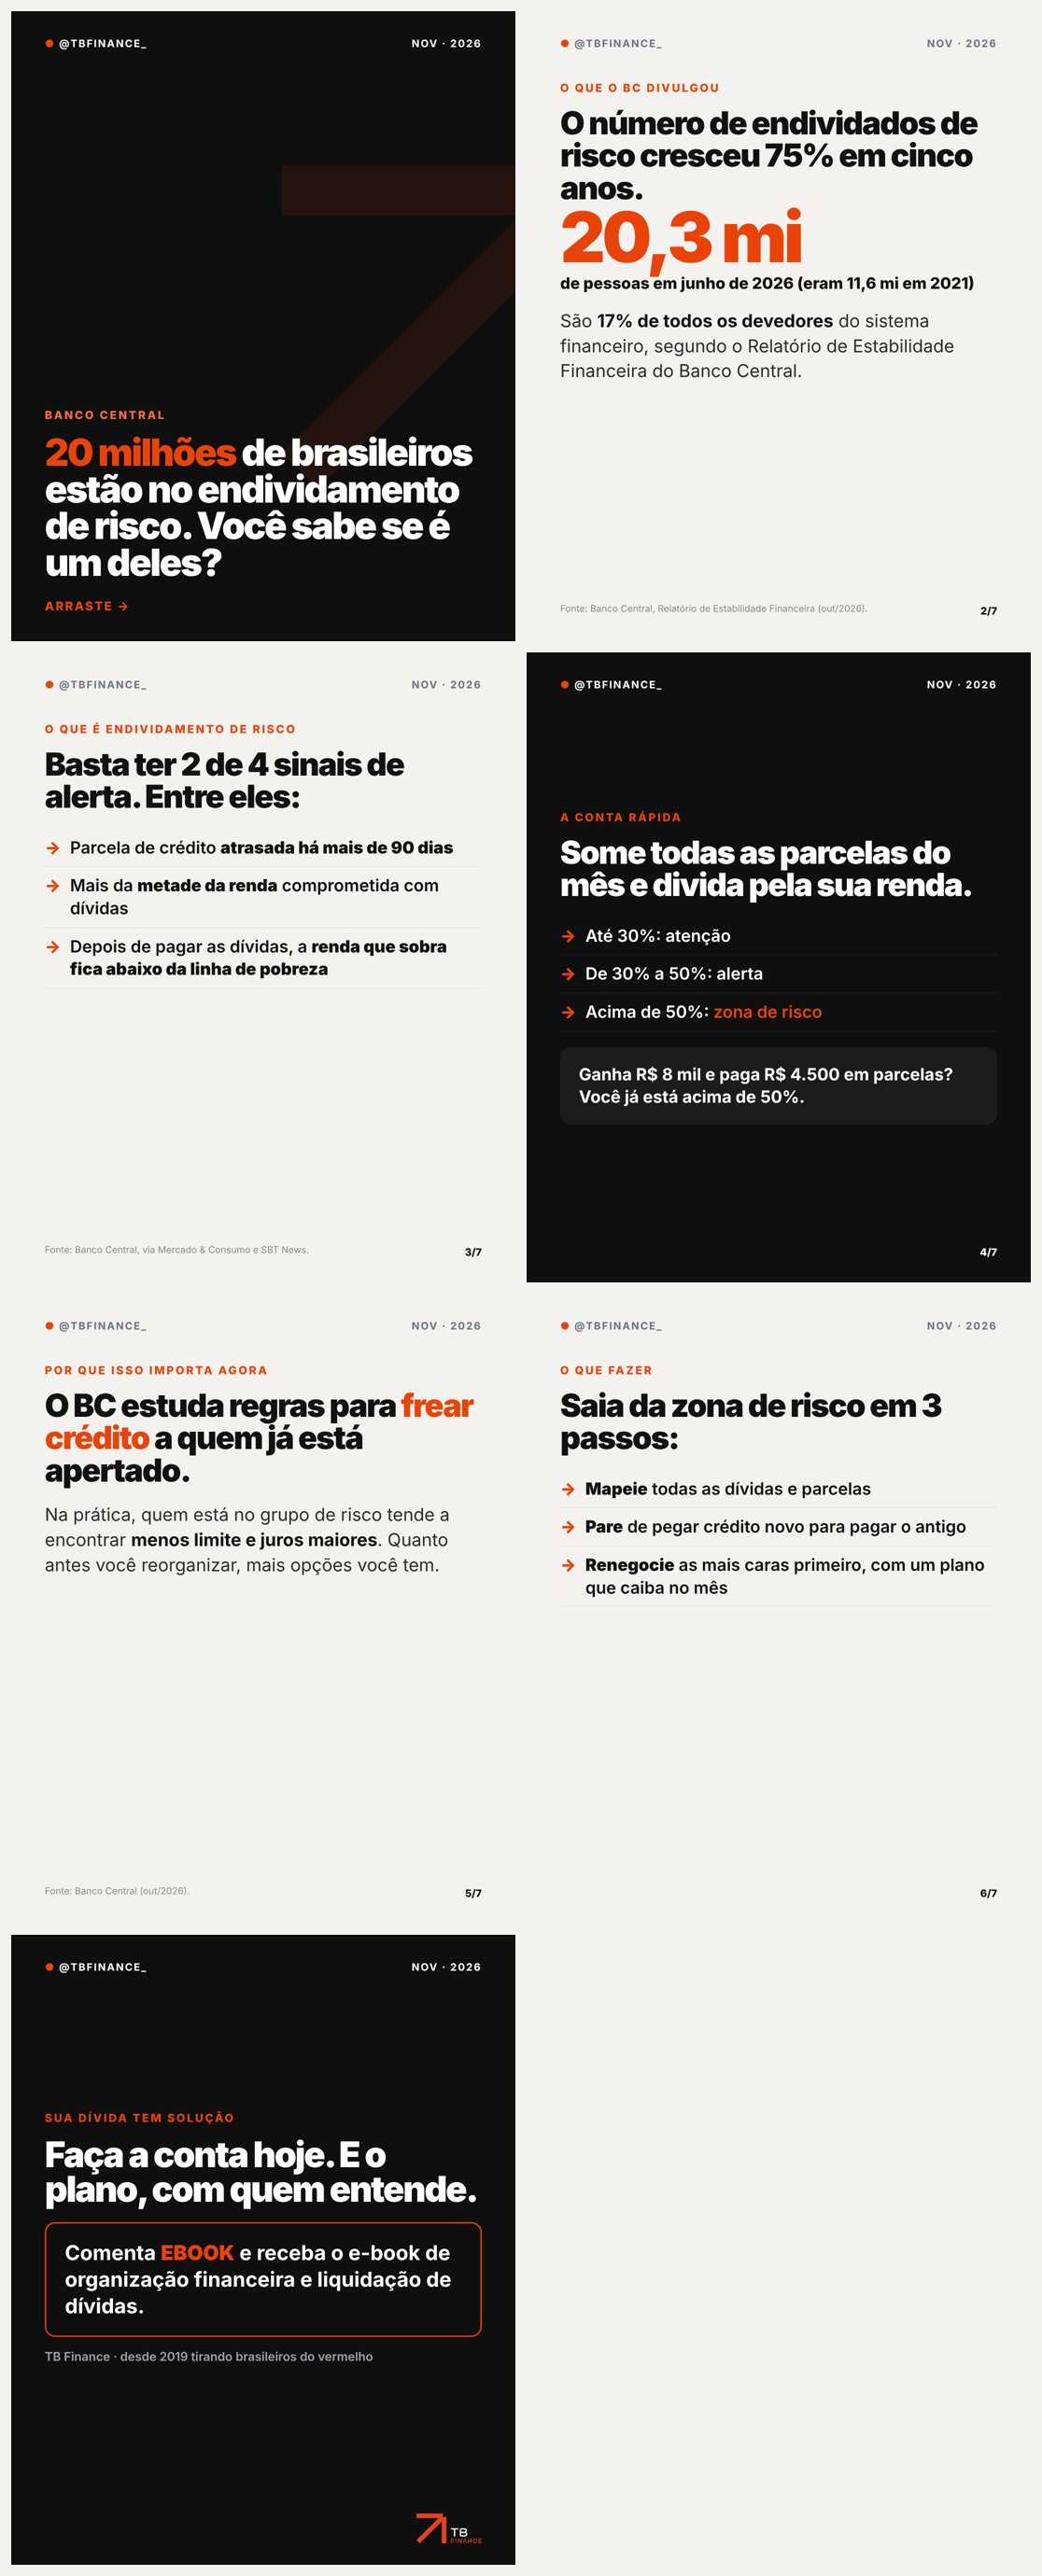 @TBFINANCE_
NOV · 2026
BANCO CENTRAL
20 milhões de brasileiros
estão no endividamento
de risco. Você sabe se é
um deles?
ARRASTE →
@TBFINANCE_
NOV · 2026
O QUE O BC DIVULGOU
O número de endividados de
risco cresceu 75% em cinco
anos.
20,3 mi
de pessoas em junho de 2026 (eram 11,6 mi em 2021)
São 17% de todos os devedores do sistema
financeiro, segundo o Relatório de Estabilidade
Financeira do Banco Central.
Fonte: Banco Central, Relatório de Estabilidade Financeira (out/2026).
2/7
@TBFINANCE_
NOV · 2026
O QUE É ENDIVIDAMENTO DE RISCO
Basta ter 2 de 4 sinais de
alerta. Entre eles:
→ Parcela de crédito atrasada há mais de 90 dias
→ Mais da metade da renda comprometida com
dívidas
→ Depois de pagar as dívidas, a renda que sobra
fica abaixo da linha de pobreza
Fonte: Banco Central, via Mercado & Consumo e SBT News.
3/7
@TBFINANCE_
NOV · 2026
A CONTA RÁPIDA
Some todas as parcelas do
mês e divida pela sua renda.
→ Até 30%: atenção
→ De 30% a 50%: alerta
→ Acima de 50%: zona de risco
Ganha R$ 8 mil e paga R$ 4.500 em parcelas?
Você já está acima de 50%.
4/7
@TBFINANCE_
NOV · 2026
POR QUE ISSO IMPORTA AGORA
O BC estuda regras para frear
crédito a quem já está
apertado.
Na prática, quem está no grupo de risco tende a
encontrar menos limite e juros maiores. Quanto
antes você reorganizar, mais opções você tem.
Fonte: Banco Central (out/2026).
5/7
@TBFINANCE_
NOV · 2026
O QUE FAZER
Saia da zona de risco em 3
passos:
→ Mapeie todas as dívidas e parcelas
→ Pare de pegar crédito novo para pagar o antigo
→ Renegocie as mais caras primeiro, com um plano
que caiba no mês
6/7
@TBFINANCE_
NOV · 2026
SUA DÍVIDA TEM SOLUÇÃO
Faça a conta hoje. E o
plano, com quem entende.
Comenta EBOOK e receba o e-book de
organização financeira e liquidação de
dívidas.
TB Finance · desde 2019 tirando brasileiros do vermelho
TB
FINANCE